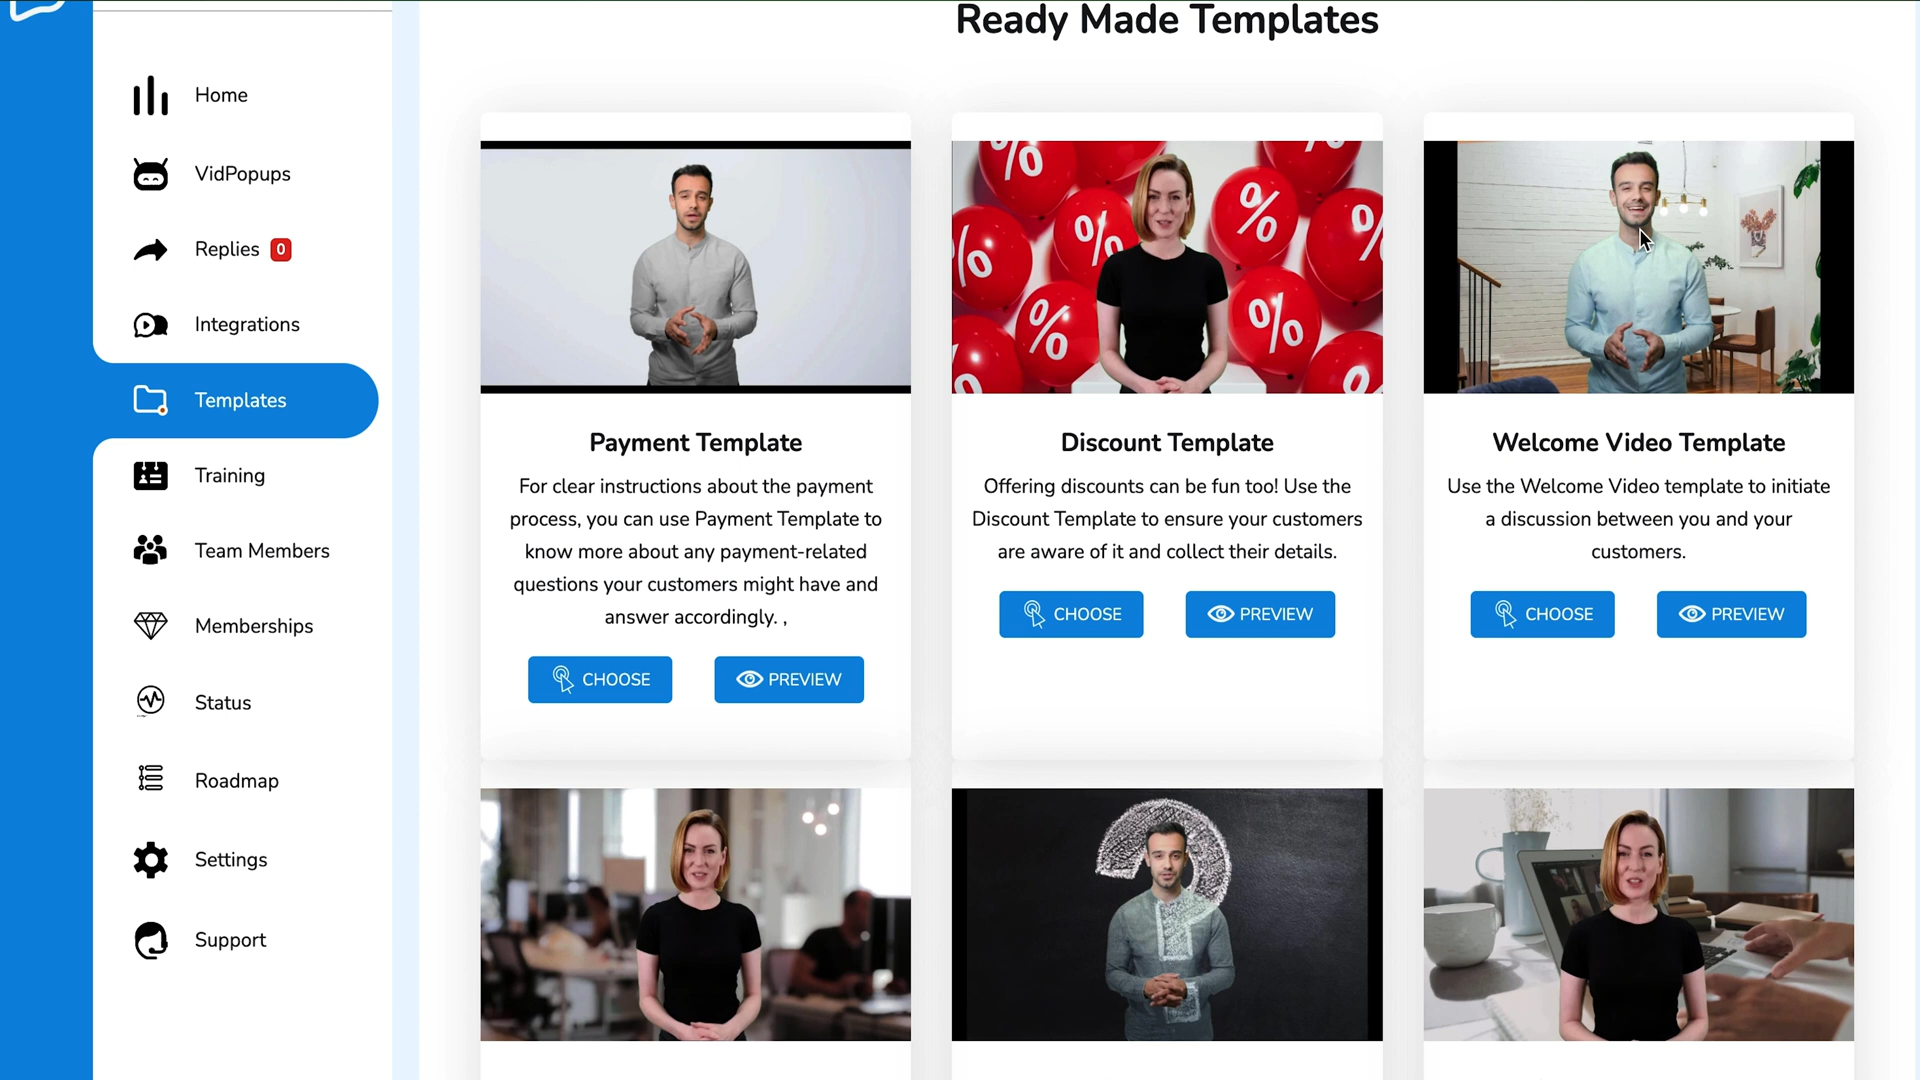 Ready Made Templates
Home
VidPopups
Replies 0
Integrations
Templates
Training
Team Members
Memberships
Status
Roadmap
Settings
Support
Payment Template
For clear instructions about the payment
process, you can use Payment Template to
know more about any payment-related
questions your customers might have and
answer accordingly. ,
CHOOSE
PREVIEW
% % % % % % % %
Discount Template
Offering discounts can be fun too! Use the
Discount Template to ensure your customers
are aware of it and collect their details.
CHOOSE
PREVIEW
Welcome Video Template
Use the Welcome Video template to initiate
a discussion between you and your
customers.
CHOOSE
PREVIEW
?